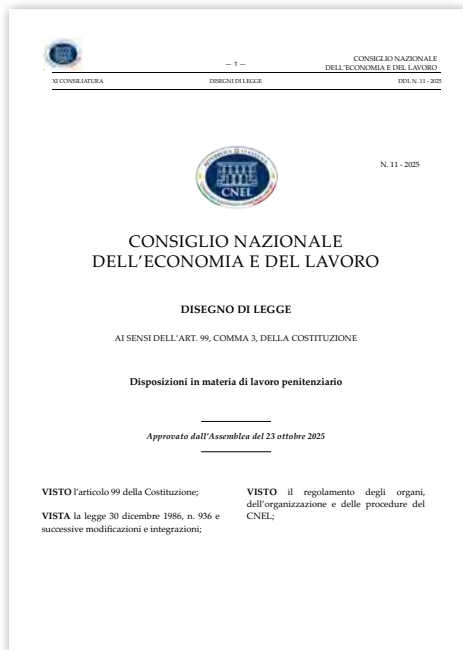 — 1 —
CONSIGLIO NAZIONALE
DELL'ECONOMIA E DEL LAVORO
XI CONSILIATURA
DISEGNI DI LEGGE
DDL N. 11 - 2025
N. 11 - 2025
REPUBBLICA ITALIANA
CNEL
CONSIGLIO NAZIONALE
DELL'ECONOMIA E DEL LAVORO
DISEGNO DI LEGGE
AI SENSI DELL'ART. 99, COMMA 3, DELLA COSTITUZIONE
Disposizioni in materia di lavoro penitenziario
Approvato dall'Assemblea del 23 ottobre 2025
VISTO l'articolo 99 della Costituzione;
VISTA la legge 30 dicembre 1986, n. 936 e
successive modificazioni e integrazioni;
VISTO il regolamento degli organi,
dell'organizzazione e delle procedure del
CNEL;